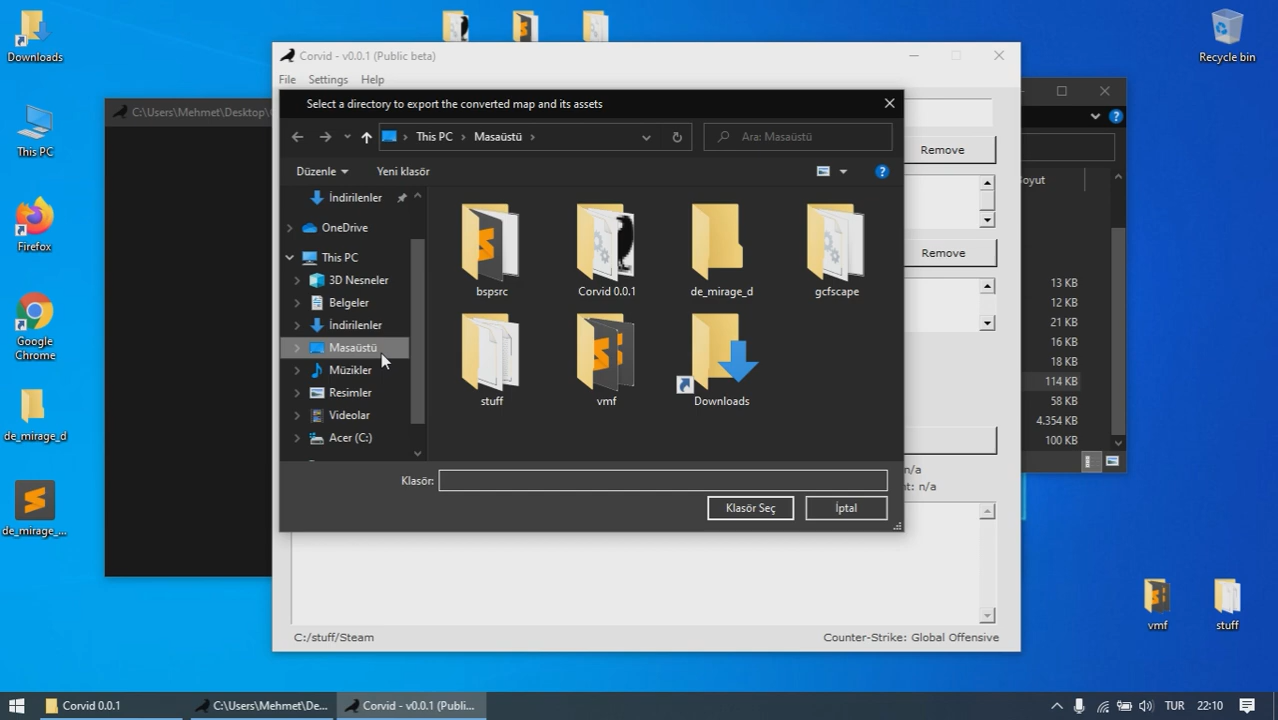 Downloads
This PC
Firefox
Google
Chrome
de_mirage_d
de_mirage_...
Recycle bin
vmf
stuff
C:\Users\Mehmet\Desktop\
Corvid - v0.0.1 (Public beta)
File Settings Help
Remove
Remove
n/a
t: n/a
C:/stuff/Steam
Counter-Strike: Global Offensive
Select a directory to export the converted map and its assets
This PC
Masaüstü
Ara: Masaüstü
Düzenle
Yeni klasör
İndirilenler
OneDrive
This PC
3D Nesneler
Belgeler
İndirilenler
Masaüstü
Müzikler
Resimler
Videolar
Acer (C:)
bspsrc
Corvid 0.0.1
de_mirage_d
gcfscape
stuff
vmf
Downloads
Klasör:
Klasör Seç
İptal
oyut
13 KB
12 KB
21 KB
16 KB
18 KB
114 KB
58 KB
4.354 KB
100 KB
Corvid 0.0.1
C:\Users\Mehmet\De...
Corvid - v0.0.1 (Publi...
TUR
22:10